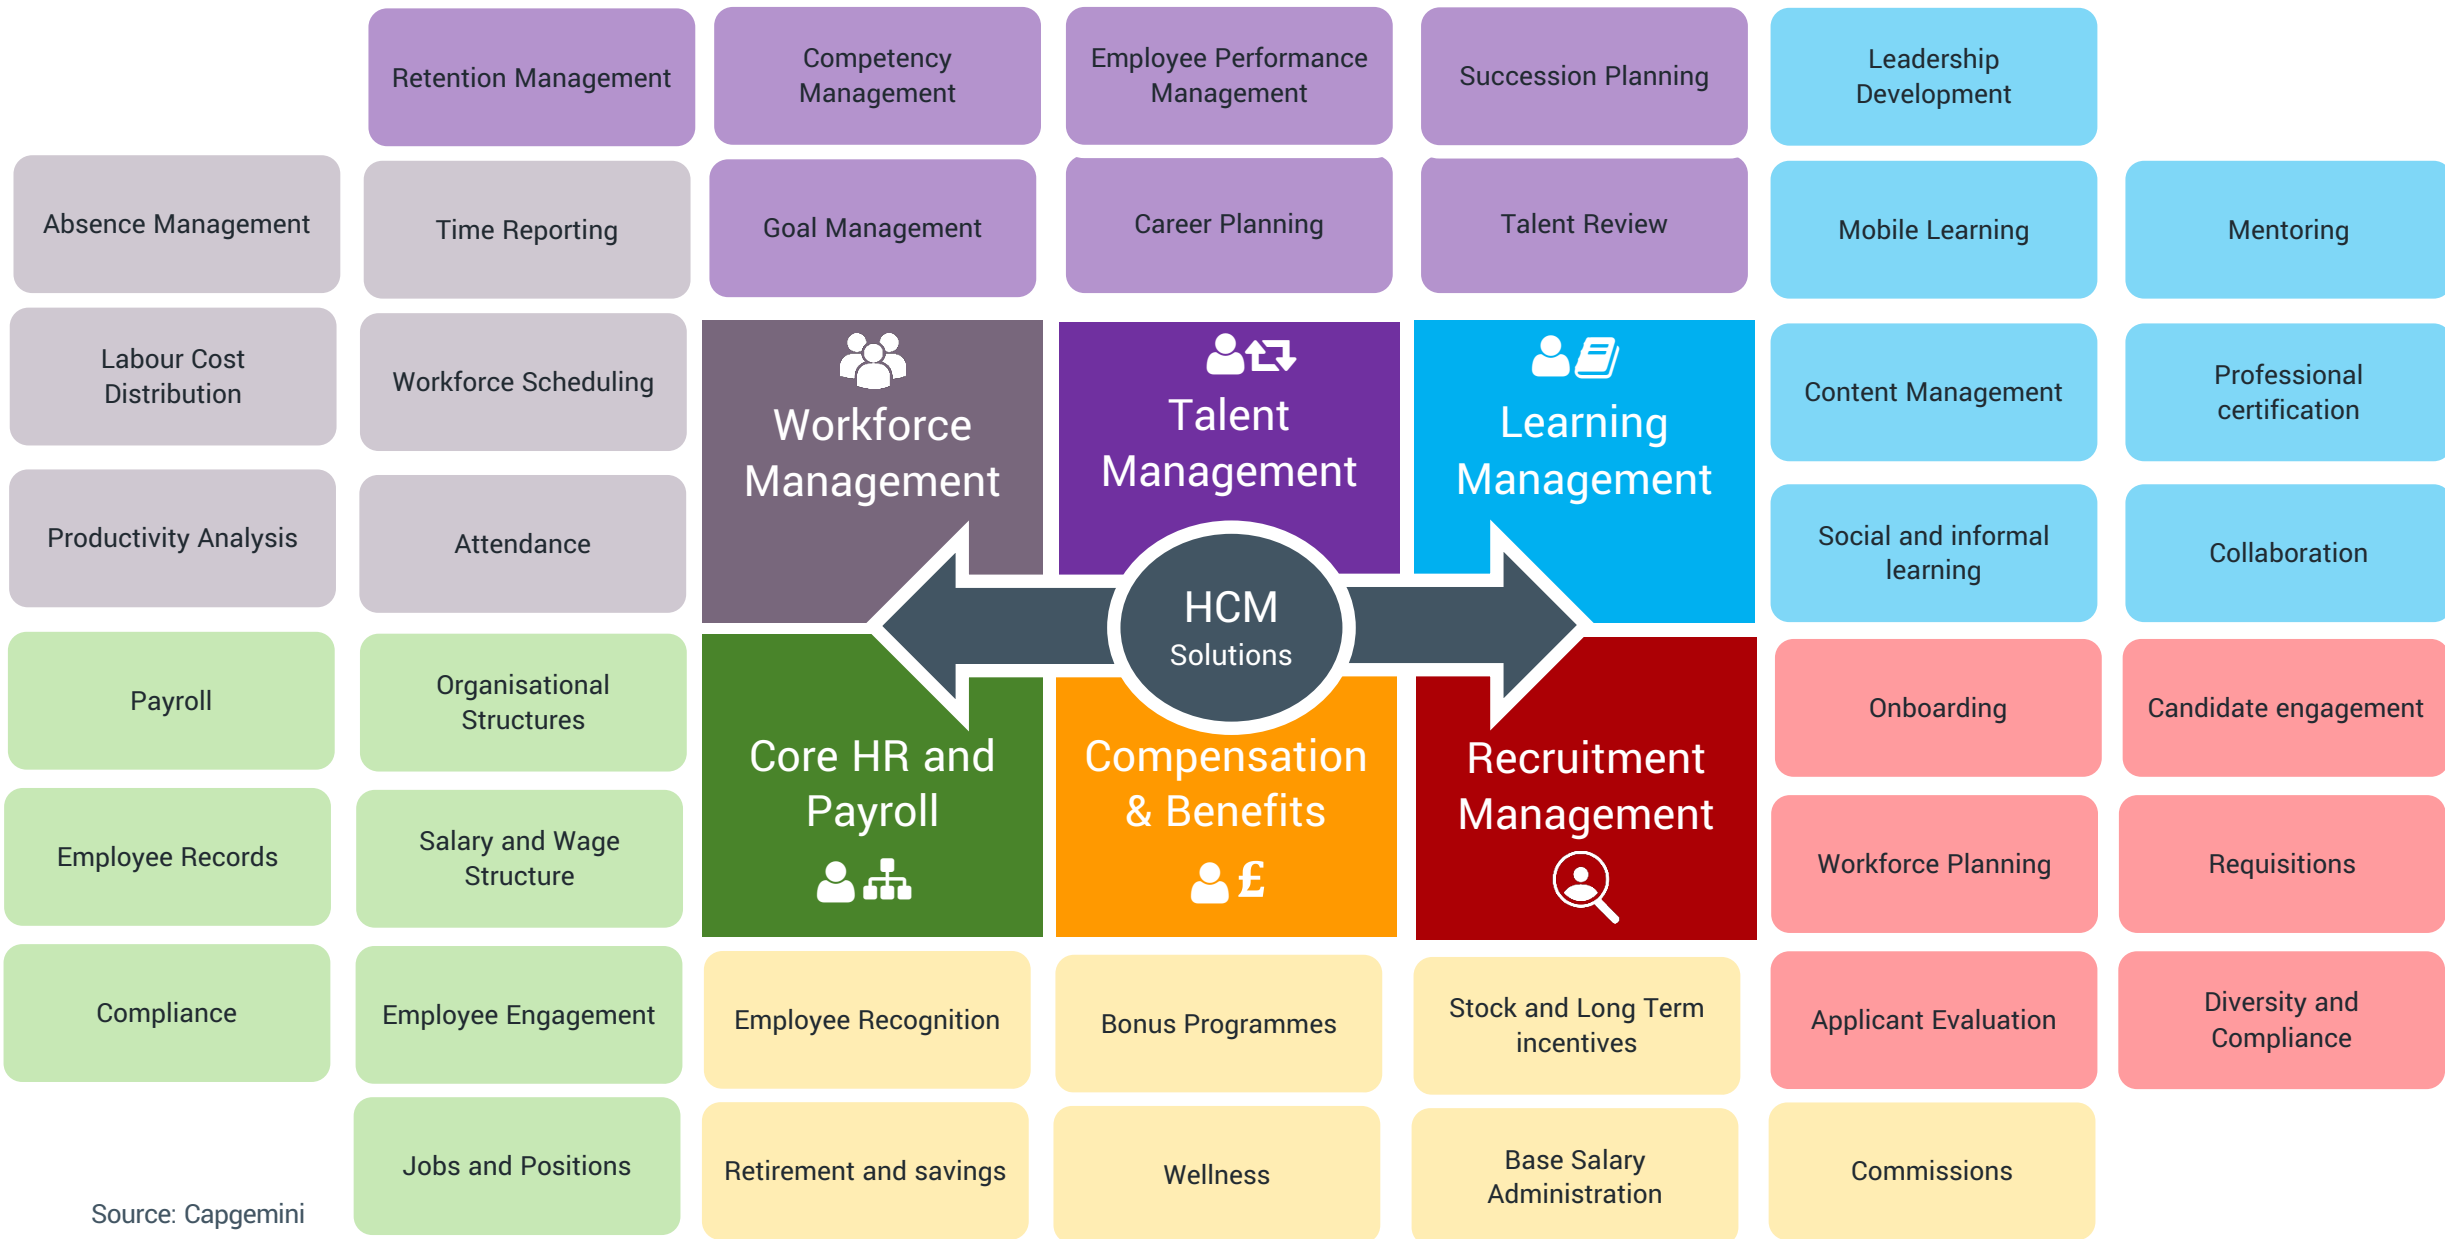 Retention Management
Competency
Management
Employee Performance
Management
Succession Planning
Leadership
Development
Absence Management
Time Reporting
Goal Management
Career Planning
Talent Review
Mobile Learning
Mentoring
Labour Cost
Distribution
Workforce Scheduling
Workforce
Management
Talent
Management
Learning
Management
Content Management
Professional
certification
Productivity Analysis
Attendance
Social and informal
learning
Collaboration
HCM
Solutions
Payroll
Organisational
Structures
Core HR and
Payroll
Compensation
& Benefits
£
Recruitment
Management
Onboarding
Candidate engagement
Employee Records
Salary and Wage
Structure
Workforce Planning
Requisitions
Compliance
Employee Engagement
Employee Recognition
Bonus Programmes
Stock and Long Term
incentives
Applicant Evaluation
Diversity and
Compliance
Jobs and Positions
Retirement and savings
Wellness
Base Salary
Administration
Commissions
Source: Capgemini